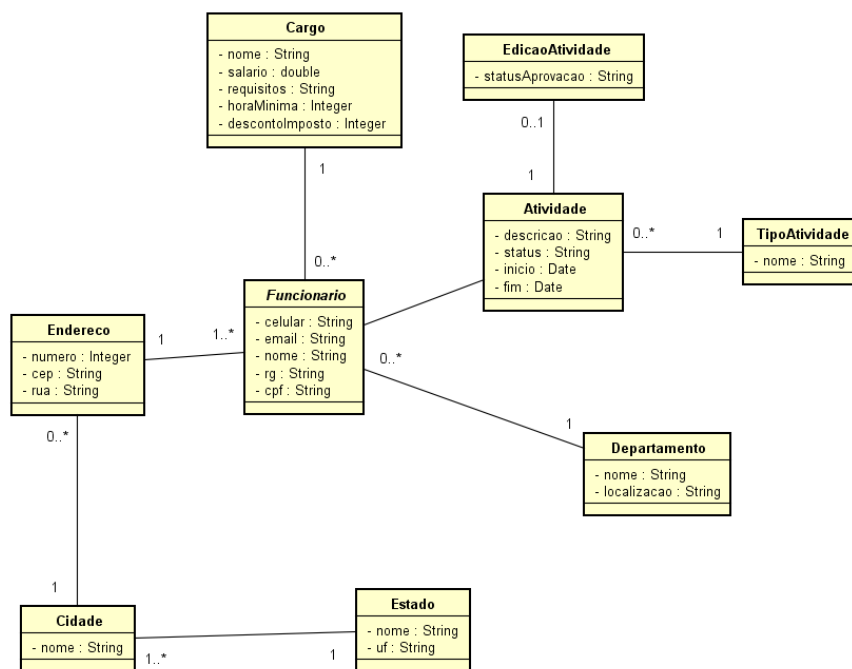 Cargo
- nome : String
- salario : double
- requisitos : String
- horaMinima : Integer
- descontoImposto : Integer
EdicaoAtividade
- statusAprovacao : String
0..1
1
1
Atividade
- descricao : String
- status : String
- inicio : Date
- fim : Date
0..*
1
TipoAtividade
- nome : String
0..*
Funcionario
- celular : String
- email : String
- nome : String
- rg : String
- cpf : String
Endereco
- numero : Integer
- cep : String
- rua : String
1
1..*
0..*
1
Departamento
- nome : String
- localizacao : String
0..*
1
Cidade
- nome : String
1..*
1
Estado
- nome : String
- uf : String